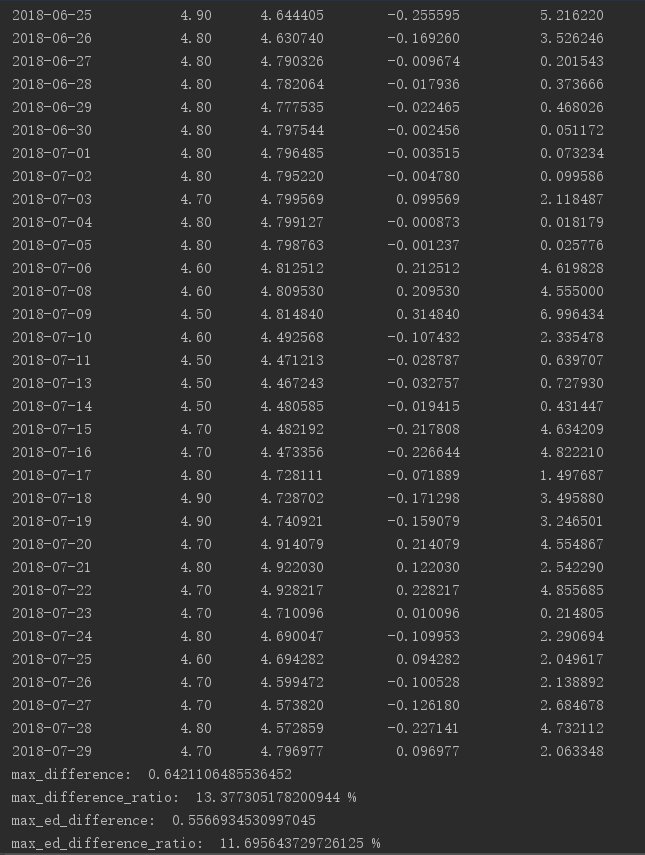 2018-06-25 4.90 4.644405 -0.255595 5.216220
2018-06-26 4.80 4.630740 -0.169260 3.526246
2018-06-27 4.80 4.790326 -0.009674 0.201543
2018-06-28 4.80 4.782064 -0.017936 0.373666
2018-06-29 4.80 4.777535 -0.022465 0.468026
2018-06-30 4.80 4.797544 -0.002456 0.051172
2018-07-01 4.80 4.796485 -0.003515 0.073234
2018-07-02 4.80 4.795220 -0.004780 0.099586
2018-07-03 4.70 4.799569 0.099569 2.118487
2018-07-04 4.80 4.799127 -0.000873 0.018179
2018-07-05 4.80 4.798763 -0.001237 0.025776
2018-07-06 4.60 4.812512 0.212512 4.619828
2018-07-08 4.60 4.809530 0.209530 4.555000
2018-07-09 4.50 4.814840 0.314840 6.996434
2018-07-10 4.60 4.492568 -0.107432 2.335478
2018-07-11 4.50 4.471213 -0.028787 0.639707
2018-07-13 4.50 4.467243 -0.032757 0.727930
2018-07-14 4.50 4.480585 -0.019415 0.431447
2018-07-15 4.70 4.482192 -0.217808 4.634209
2018-07-16 4.70 4.473356 -0.226644 4.822210
2018-07-17 4.80 4.728111 -0.071889 1.497687
2018-07-18 4.90 4.728702 -0.171298 3.495880
2018-07-19 4.90 4.740921 -0.159079 3.246501
2018-07-20 4.70 4.914079 0.214079 4.554867
2018-07-21 4.80 4.922030 0.122030 2.542290
2018-07-22 4.70 4.928217 0.228217 4.855685
2018-07-23 4.70 4.710096 0.010096 0.214805
2018-07-24 4.80 4.690047 -0.109953 2.290694
2018-07-25 4.60 4.694282 0.094282 2.049617
2018-07-26 4.70 4.599472 -0.100528 2.138892
2018-07-27 4.70 4.573820 -0.126180 2.684678
2018-07-28 4.80 4.572859 -0.227141 4.732112
2018-07-29 4.70 4.796977 0.096977 2.063348
max_difference: 0.6421106485536452
max_difference_ratio: 13.377305178200944 %
max_ed_difference: 0.5566934530997045
max_ed_difference_ratio: 11.695643729726125 %